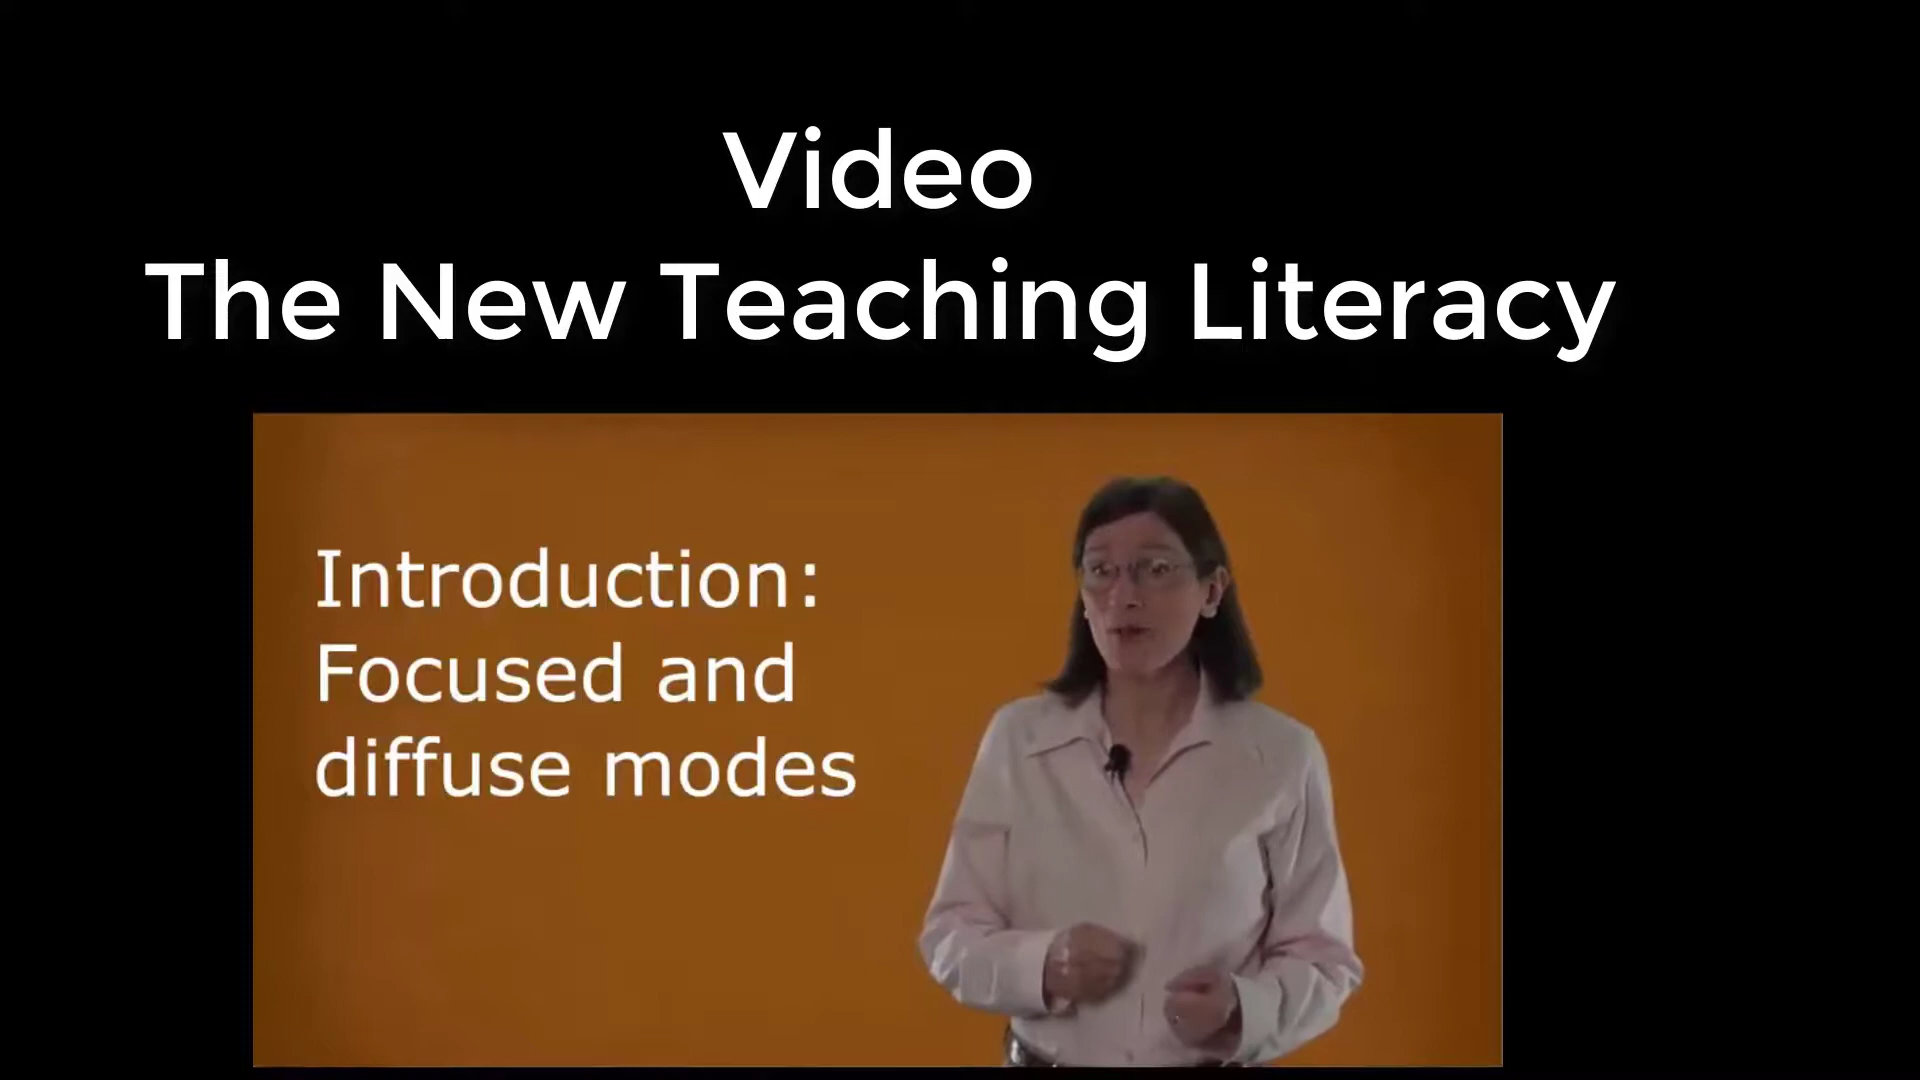 Video
The New Teaching Literacy
Introduction:
Focused and
diffuse modes